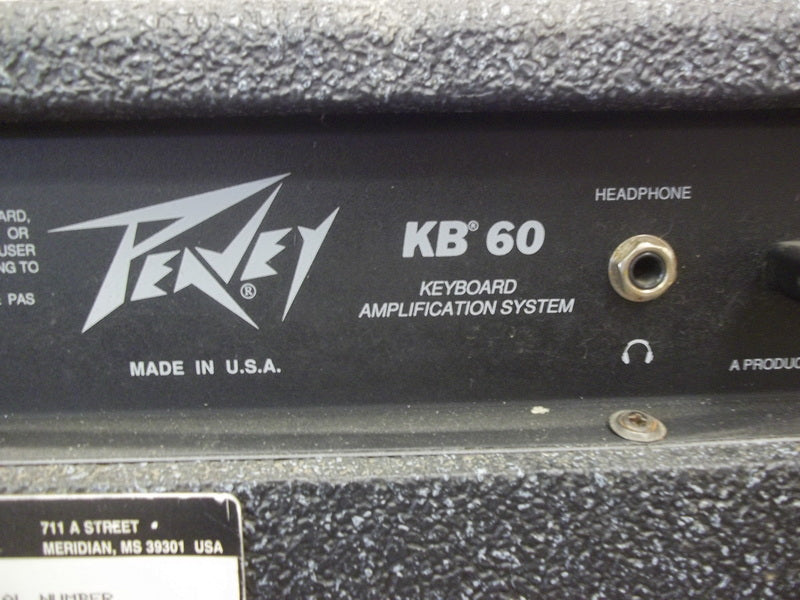 ARD,
OR
USER
NG TO
PAS
PEAVEY®
MADE IN U.S.A.
KB® 60
KEYBOARD
AMPLIFICATION SYSTEM
HEADPHONE
A PRODUC
711 A STREET
MERIDIAN, MS 39301 USA
NUMBER